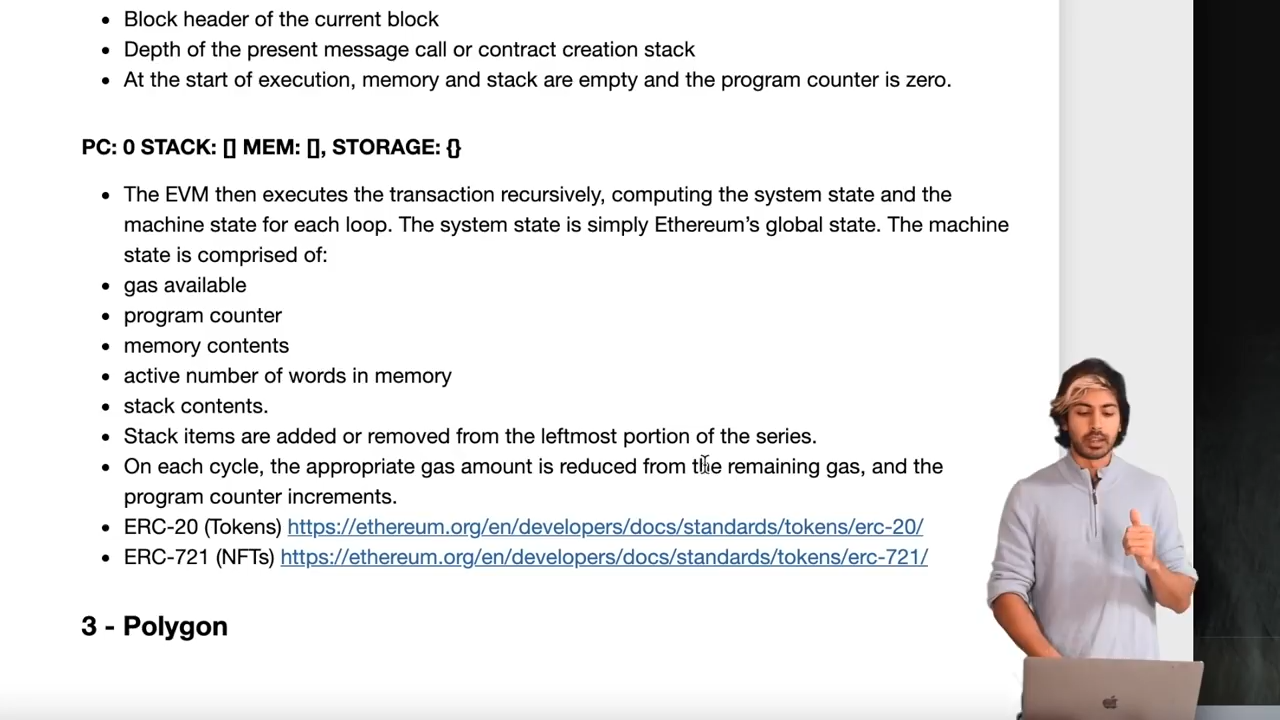 Block header of the current block
Depth of the present message call or contract creation stack
At the start of execution, memory and stack are empty and the program counter is zero.
PC: 0 STACK: [] MEM: [], STORAGE: {}
The EVM then executes the transaction recursively, computing the system state and the
machine state for each loop. The system state is simply Ethereum’s global state. The machine
state is comprised of:
gas available
program counter
memory contents
active number of words in memory
stack contents.
Stack items are added or removed from the leftmost portion of the series.
On each cycle, the appropriate gas amount is reduced from the remaining gas, and the
program counter increments.
ERC-20 (Tokens) https://ethereum.org/en/developers/docs/standards/tokens/erc-20/
ERC-721 (NFTs) https://ethereum.org/en/developers/docs/standards/tokens/erc-721/
3 - Polygon